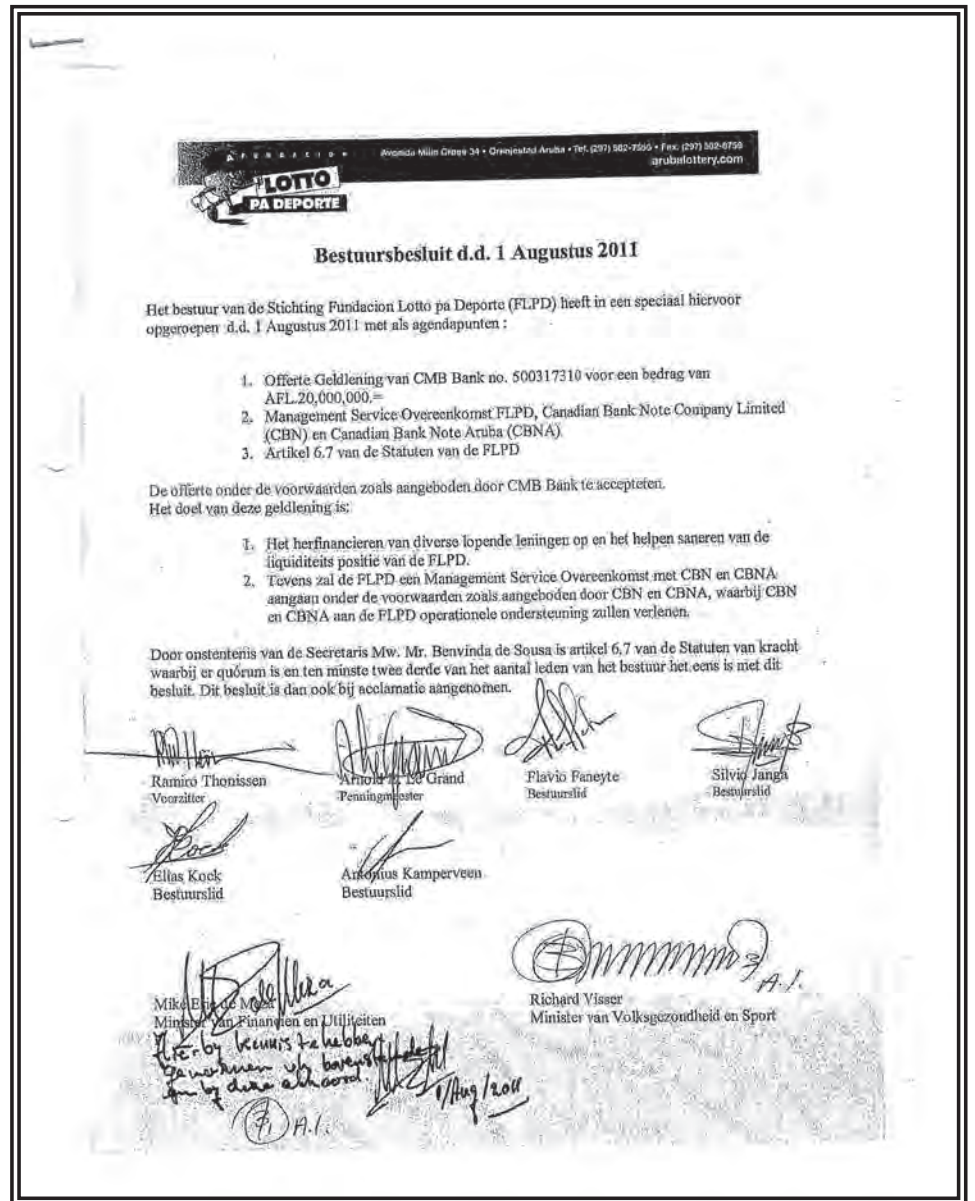 FUNDACION
LOTTO
PA DEPORTE
Oranjestad Aruba • Tel. (297) 582-7595 • Fax. (297) 582-6759
arubalottery.com
Bestuursbesluit d.d. 1 Augustus 2011
Het bestuur van de Stichting Fundacion Lotto pa Deporte (FLPD) heeft in een speciaal hiervoor
opgeroepen d.d. 1 Augustus 2011 met als agendapunten :
1. Offerte Geldlening van CMB Bank no. 500317310 voor een bedrag van
AFL.20,000,000.=
2. Management Service Overeenkomst FLPD, Canadian Bank Note Company Limited
(CBN) en Canadian Bank Note Aruba (CBNA)
3. Artikel 6.7 van de Statuten van de FLPD
De offerte onder de voorwaarden zoals aangeboden door CMB Bank te accepteren.
Het doel van deze geldlening is:
1. Het herfinancieren van diverse lopende leningen op en het helpen saneren van de
liquiditeits positie van de FLPD.
2. Tevens zal de FLPD een Management Service Overeenkomst met CBN en CBNA
aangaan onder de voorwaarden zoals aangeboden door CBN en CBNA, waarbij CBN
en CBNA aan de FLPD operationele ondersteuning zullen verlenen.
Door onstentenis van de Secretaris Mw. Mr. Benvinda de Sousa is artikel 6.7 van de Statuten van kracht
waarbij er quórum is en ten minste twee derde van het aantal leden van het bestuur het eens is met dit
besluit. Dit besluit is dan ook bij acclamatie aangenomen.
Ramiro Thonissen
Voorzitter
Arnold Grand
Penningmeester
Flavio Faneyte
Bestuurslid
Silvio Janga
Bestuurslid
Elias Kock
Bestuurslid
Antonius Kamperveen
Bestuurslid
Mike de
Minister van Financien en Utiliteiten
Richard Visser
Minister van Volksgezondheid en Sport
A.I.
Hierby kennis te hebben
genomen
by deze akkoord.
1/Aug/2011
A.I.